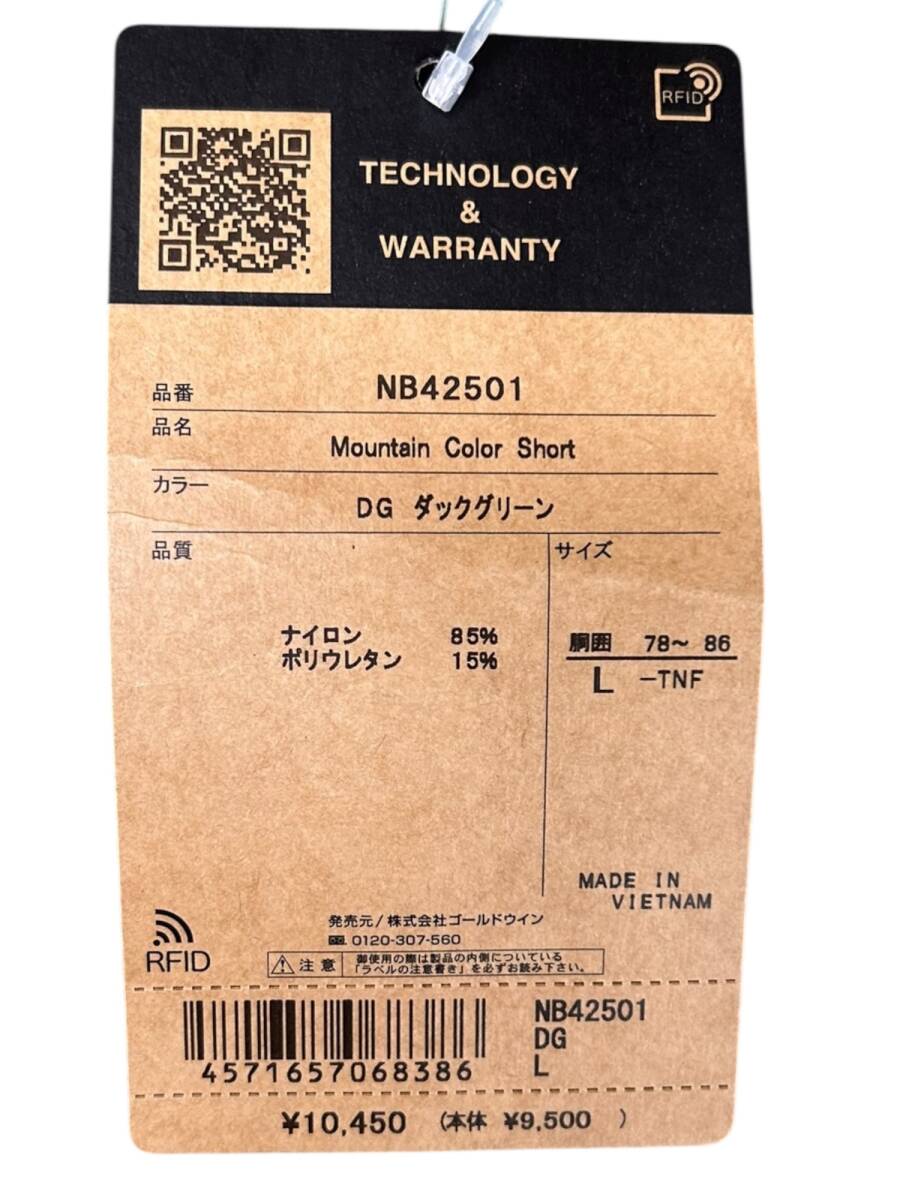 RFID
TECHNOLOGY
&
WARRANTY
品番 NB42501
品名 Mountain Color Short
カラー DG ダックグリーン
品質
サイズ
ナイロン 85%
ポリウレタン 15%
胴囲 78~ 86
L -TNF
MADE IN
VIETNAM
発売元/株式会社ゴールドウイン
0120-307-560
RFID
注意
御使用の際は製品の内側についている
「ラベルの注意書き」を必ずお読み下さい。
4571657068386
NB42501
DG
L
¥10,450 (本体 ¥9,500 )